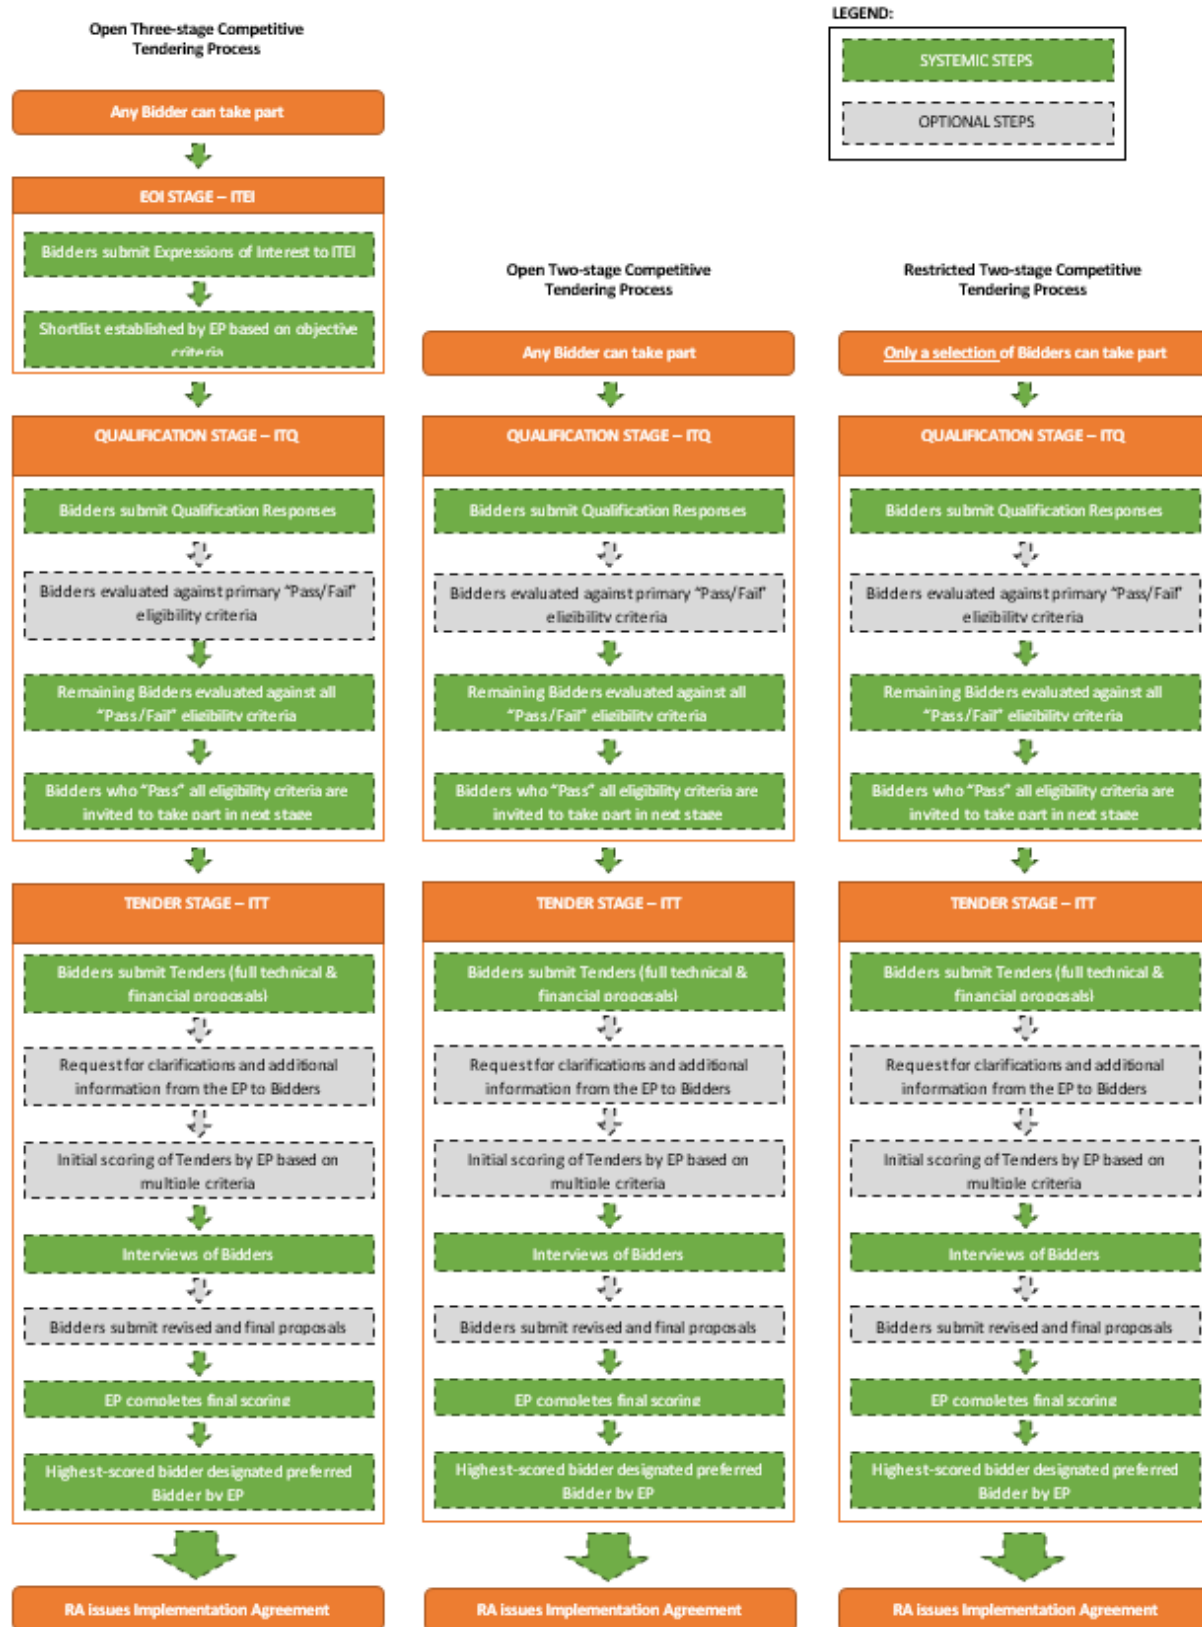 Open Three-stage Competitive
Tendering Process
Any Bidder can take part
EOI STAGE – ITEI
Bidders submit Expressions of Interest to ITEI
Shortlist established by EP based on objective
criteria
QUALIFICATION STAGE – ITQ
Bidders submit Qualification Responses
Bidders evaluated against primary “Pass/Fail”
eligibility criteria
Remaining Bidders evaluated against all
“Pass/Fail” eligibility criteria
Bidders who “Pass” all eligibility criteria are
invited to take part in next stage
TENDER STAGE – ITT
Bidders submit Tenders (full technical &
financial proposals)
Request for clarifications and additional
information from the EP to Bidders
Initial scoring of Tenders by EP based on
multiple criteria
Interviews of Bidders
Bidders submit revised and final proposals
EP completes final scoring
Highest-scored bidder designated preferred
Bidder by EP
RA issues Implementation Agreement
Open Two-stage Competitive
Tendering Process
Any Bidder can take part
QUALIFICATION STAGE – ITQ
Bidders submit Qualification Responses
Bidders evaluated against primary “Pass/Fail”
eligibility criteria
Remaining Bidders evaluated against all
“Pass/Fail” eligibility criteria
Bidders who “Pass” all eligibility criteria are
invited to take part in next stage
TENDER STAGE – ITT
Bidders submit Tenders (full technical &
financial proposals)
Request for clarifications and additional
information from the EP to Bidders
Initial scoring of Tenders by EP based on
multiple criteria
Interviews of Bidders
Bidders submit revised and final proposals
EP completes final scoring
Highest-scored bidder designated preferred
Bidder by EP
RA issues Implementation Agreement
LEGEND:
SYSTEMIC STEPS
OPTIONAL STEPS
Restricted Two-stage Competitive
Tendering Process
Only a selection of Bidders can take part
QUALIFICATION STAGE – ITQ
Bidders submit Qualification Responses
Bidders evaluated against primary “Pass/Fail”
eligibility criteria
Remaining Bidders evaluated against all
“Pass/Fail” eligibility criteria
Bidders who “Pass” all eligibility criteria are
invited to take part in next stage
TENDER STAGE – ITT
Bidders submit Tenders (full technical &
financial proposals)
Request for clarifications and additional
information from the EP to Bidders
Initial scoring of Tenders by EP based on
multiple criteria
Interviews of Bidders
Bidders submit revised and final proposals
EP completes final scoring
Highest-scored bidder designated preferred
Bidder by EP
RA issues Implementation Agreement